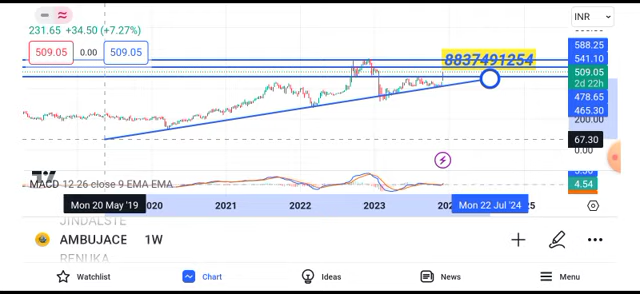 INR
231.65 +34.50 (+7.27%)
509.05 0.00 509.05
8837491254
588.25
541.10
509.05
2d 22h
478.65
465.30
200.00
67.30
0.00
MACD 12 26 close 9 EMA EMA
4.54
Mon 20 May '19 2020 2021 2022 2023 Mon 22 Jul '24
JINDALSTE
AMBUJACE 1W
RENUKA
Watchlist Chart Ideas News Menu